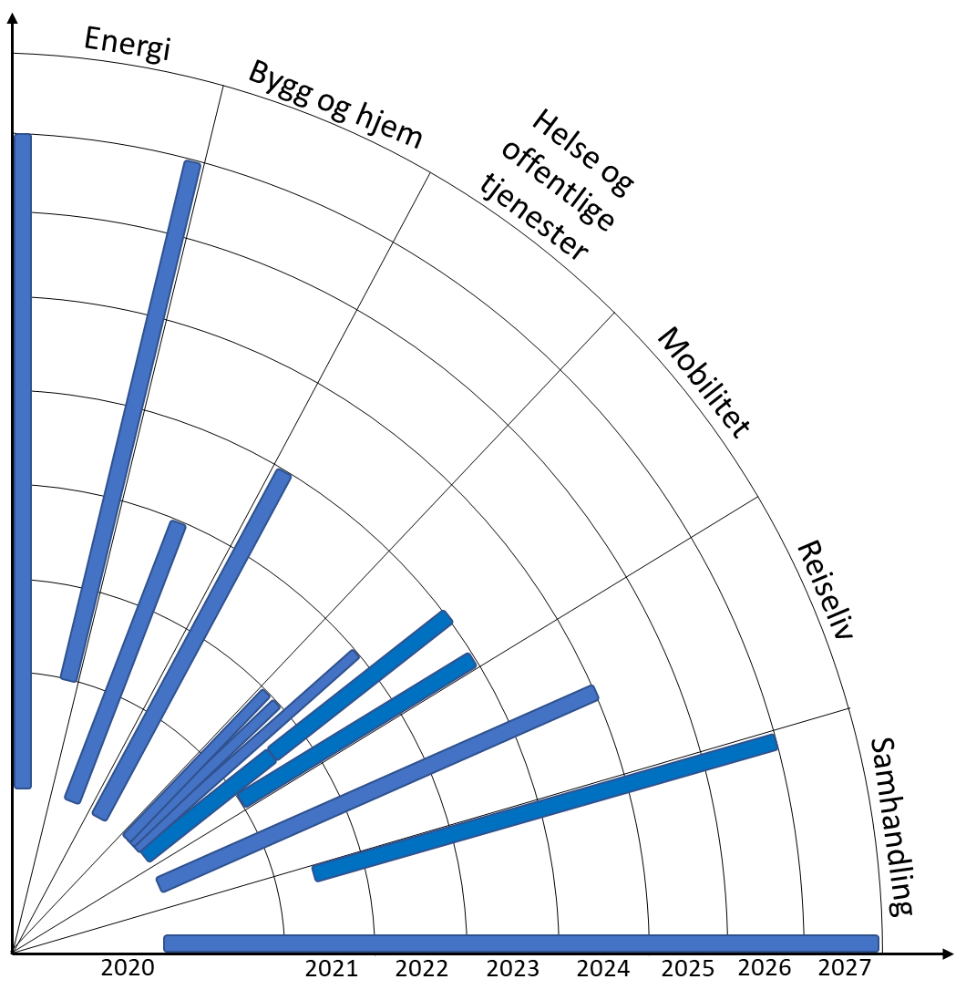 Energi
Bygg og hjem
Helse og
offentlige
tjenester
Mobilitet
Reiseliv
Samhandling
2020 2021 2022 2023 2024 2025 2026 2027